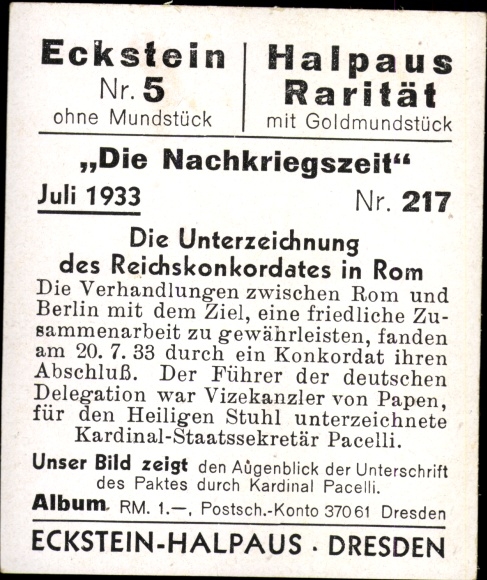 Eckstein
Nr. 5
ohne Mundstück
Halpaus
Rarität
mit Goldmundstück
„Die Nachkriegszeit“
Juli 1933 Nr. 217
Die Unterzeichnung
des Reichskonkordates in Rom
Die Verhandlungen zwischen Rom und
Berlin mit dem Ziel, eine friedliche Zu-
sammenarbeit zu gewährleisten, fanden
am 20. 7. 33 durch ein Konkordat ihren
Abschluß. Der Führer der deutschen
Delegation war Vizekanzler von Papen,
für den Heiligen Stuhl unterzeichnete
Kardinal-Staatssekretär Pacelli.
Unser Bild zeigt den Augenblick der Unterschrift
des Paktes durch Kardinal Pacelli.
Album RM. 1.—, Postsch.-Konto 37061 Dresden
ECKSTEIN-HALPAUS · DRESDEN